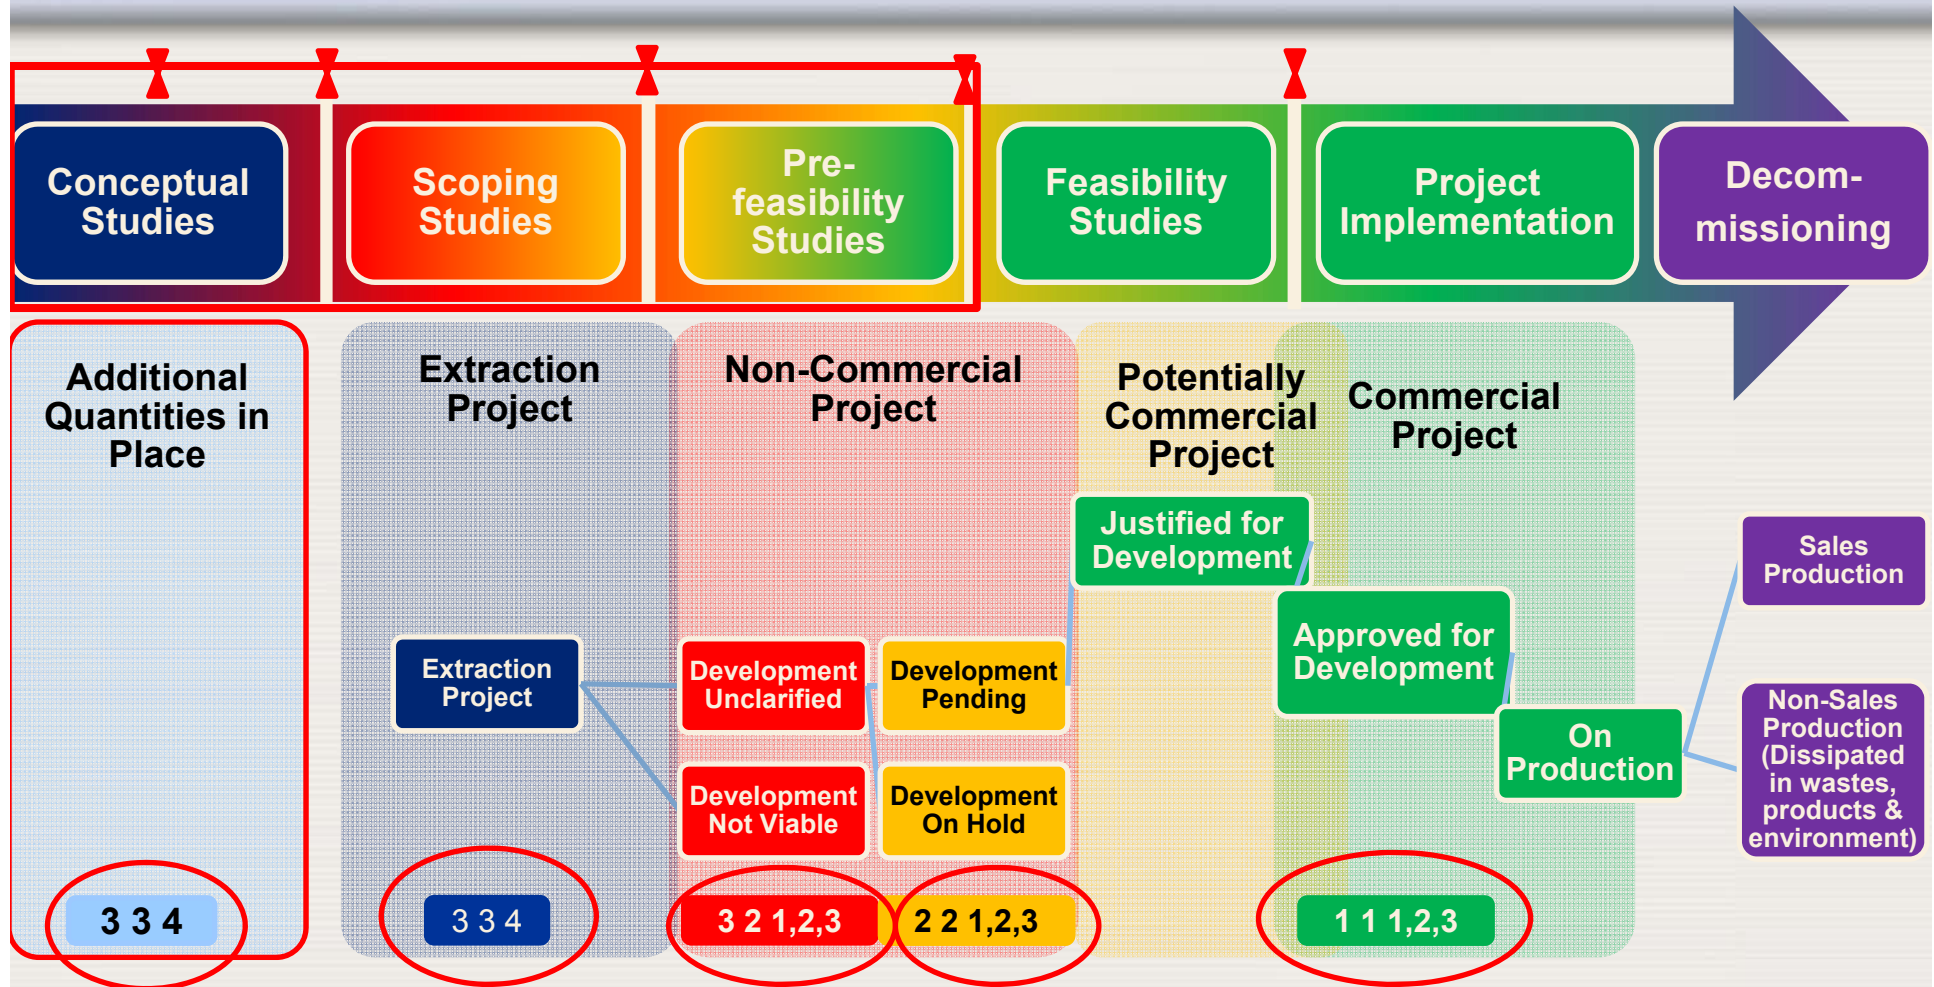 Conceptual
Studies
Scoping
Studies
Pre-
feasibility
Studies
Feasibility
Studies
Project
Implementation
Decom-
missioning
Additional
Quantities in
Place
Extraction
Project
Non-Commercial
Project
Potentially
Commercial
Project
Commercial
Project
Justified for
Development
Approved for
Development
On
Production
Sales
Production
Non-Sales
Production
(Dissipated
in wastes,
products &
environment)
Extraction
Project
Development
Unclarified
Development
Pending
Development
Not Viable
Development
On Hold
3 3 4
3 3 4
3 2 1,2,3
2 2 1,2,3
1 1 1,2,3